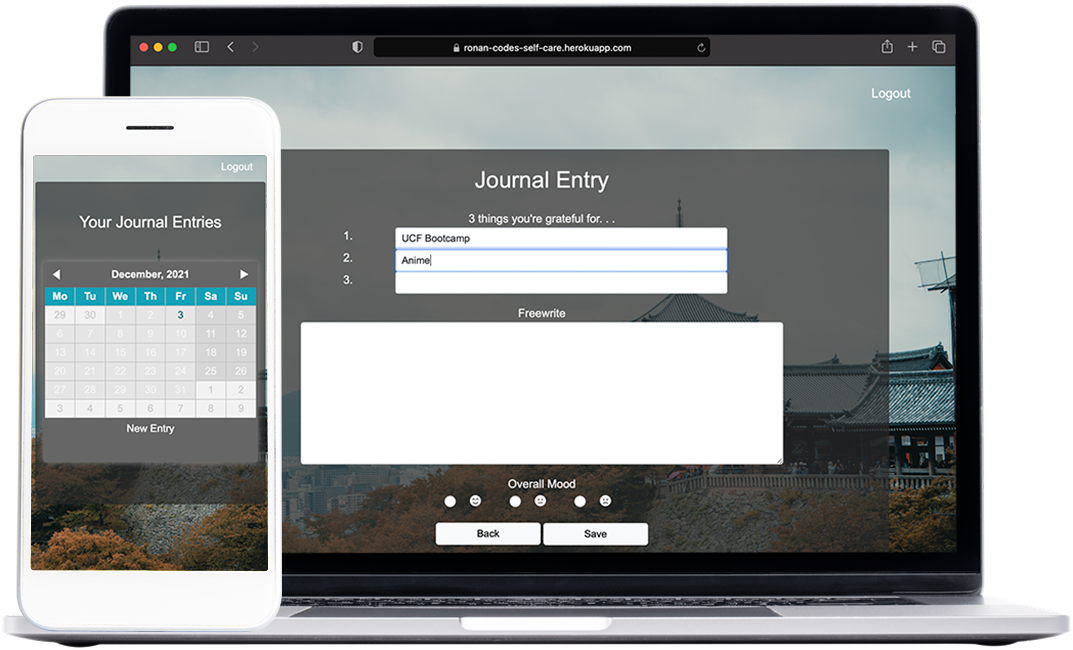 ronan-codes-self-care.herokuapp.com
Logout
Journal Entry
3 things you're grateful for. . .
1. UCF Bootcamp
2. Anime
3.
Freewrite
Overall Mood
Back Save
Logout
Your Journal Entries
December, 2021
Mo Tu We Th Fr Sa Su
29 30 1 2 3 4 5
6 7 8 9 10 11 12
13 14 15 16 17 18 19
20 21 22 23 24 25 26
27 28 29 30 31 1 2
3 4 5 6 7 8 9
New Entry